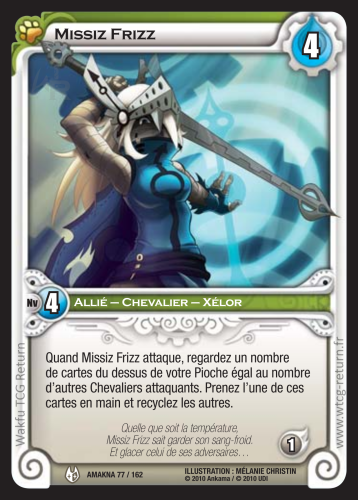 Missiz Frizz
4
Nv 4
Allié – Chevalier – Xélor
Quand Missiz Frizz attaque, regardez un nombre
de cartes du dessus de votre Pioche égal au nombre
d'autres Chevaliers attaquants. Prenez l'une de ces
cartes en main et recyclez les autres.
Quelle que soit la température,
Missiz Frizz sait garder son sang-froid.
Et glacer celui de ses adversaires…
1
AMAKNA 77 / 162
ILLUSTRATION : MÉLANIE CHRISTIN
© 2010 Ankama / © 2010 UDI
Wakfu TCG Return
www.wtcg-return.fr